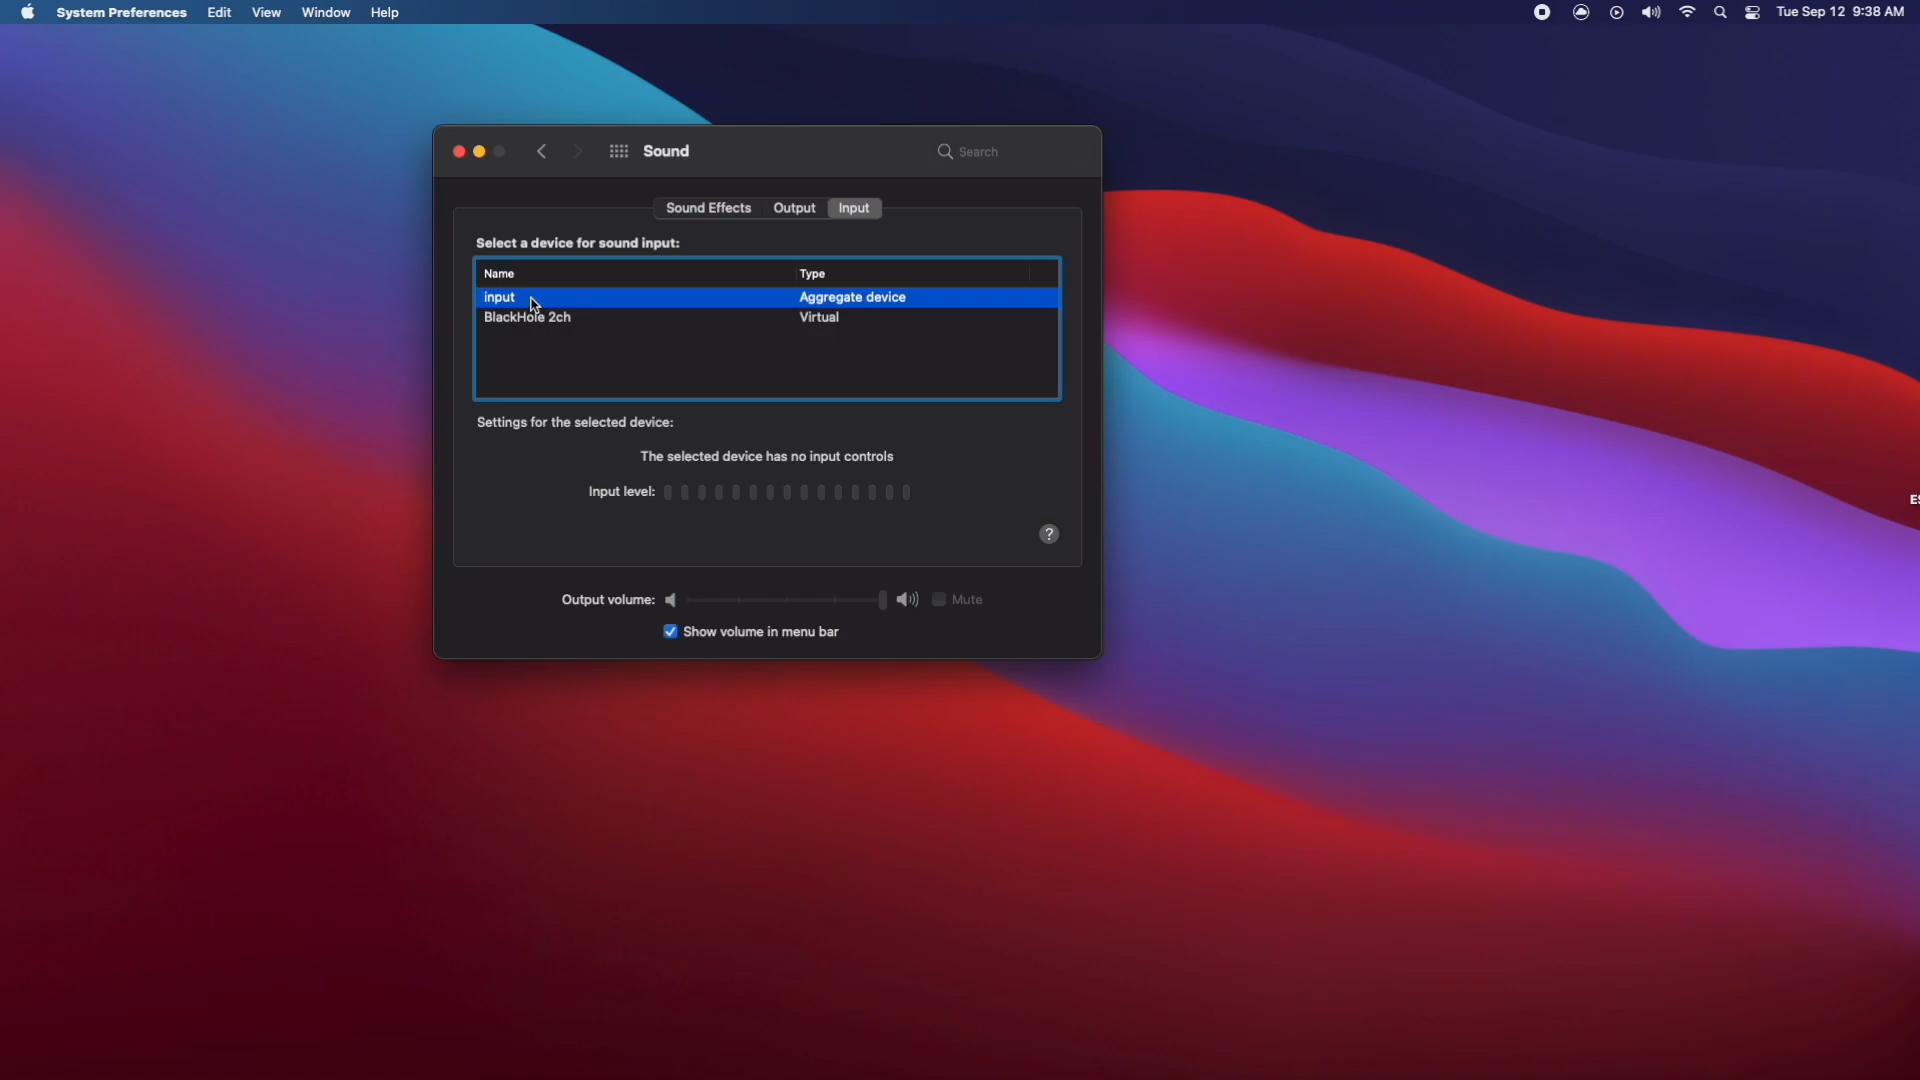 System Preferences Edit View Window Help Tue Sep 12 9:38 AM
Sound Search
Sound Effects Output Input
Select a device for sound input:
Name Type
input Aggregate device
BlackHole 2ch Virtual
Settings for the selected device:
The selected device has no input controls
Input level:
ES
?
Output volume: Mute
Show volume in menu bar